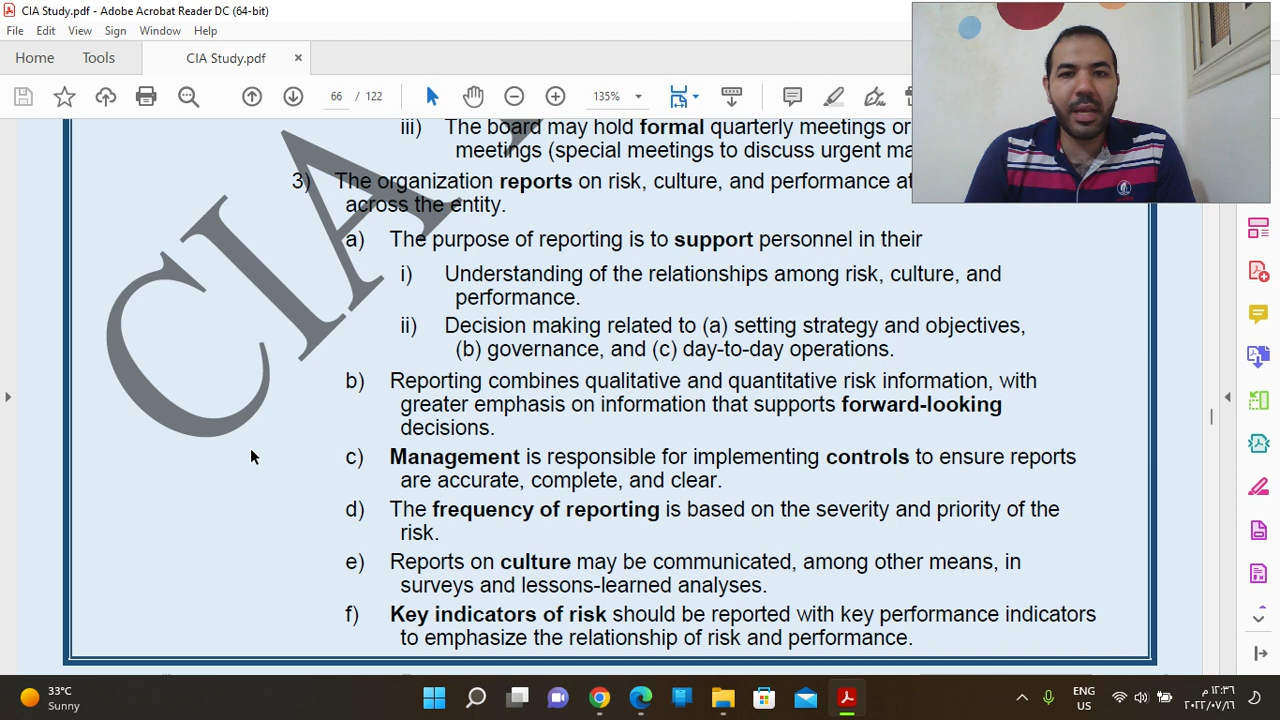 CIA Study.pdf - Adobe Acrobat Reader DC (64-bit)
File Edit View Sign Window Help
Home Tools CIA Study.pdf ×
66 / 122 135%
iii) The board may hold formal quarterly meetings or
meetings (special meetings to discuss urgent
3) The organization reports on risk, culture, and performance at
across the entity.
a) The purpose of reporting is to support personnel in their
i) Understanding of the relationships among risk, culture, and
performance.
ii) Decision making related to (a) setting strategy and objectives,
(b) governance, and (c) day-to-day operations.
b) Reporting combines qualitative and quantitative risk information, with
greater emphasis on information that supports forward-looking
decisions.
c) Management is responsible for implementing controls to ensure reports
are accurate, complete, and clear.
d) The frequency of reporting is based on the severity and priority of the
risk.
e) Reports on culture may be communicated, among other means, in
surveys and lessons-learned analyses.
f) Key indicators of risk should be reported with key performance indicators
to emphasize the relationship of risk and performance.
CIA
33°C
Sunny
ENG
US
١٢:٣٦ م
٢٠٢٢/٠٧/١٦